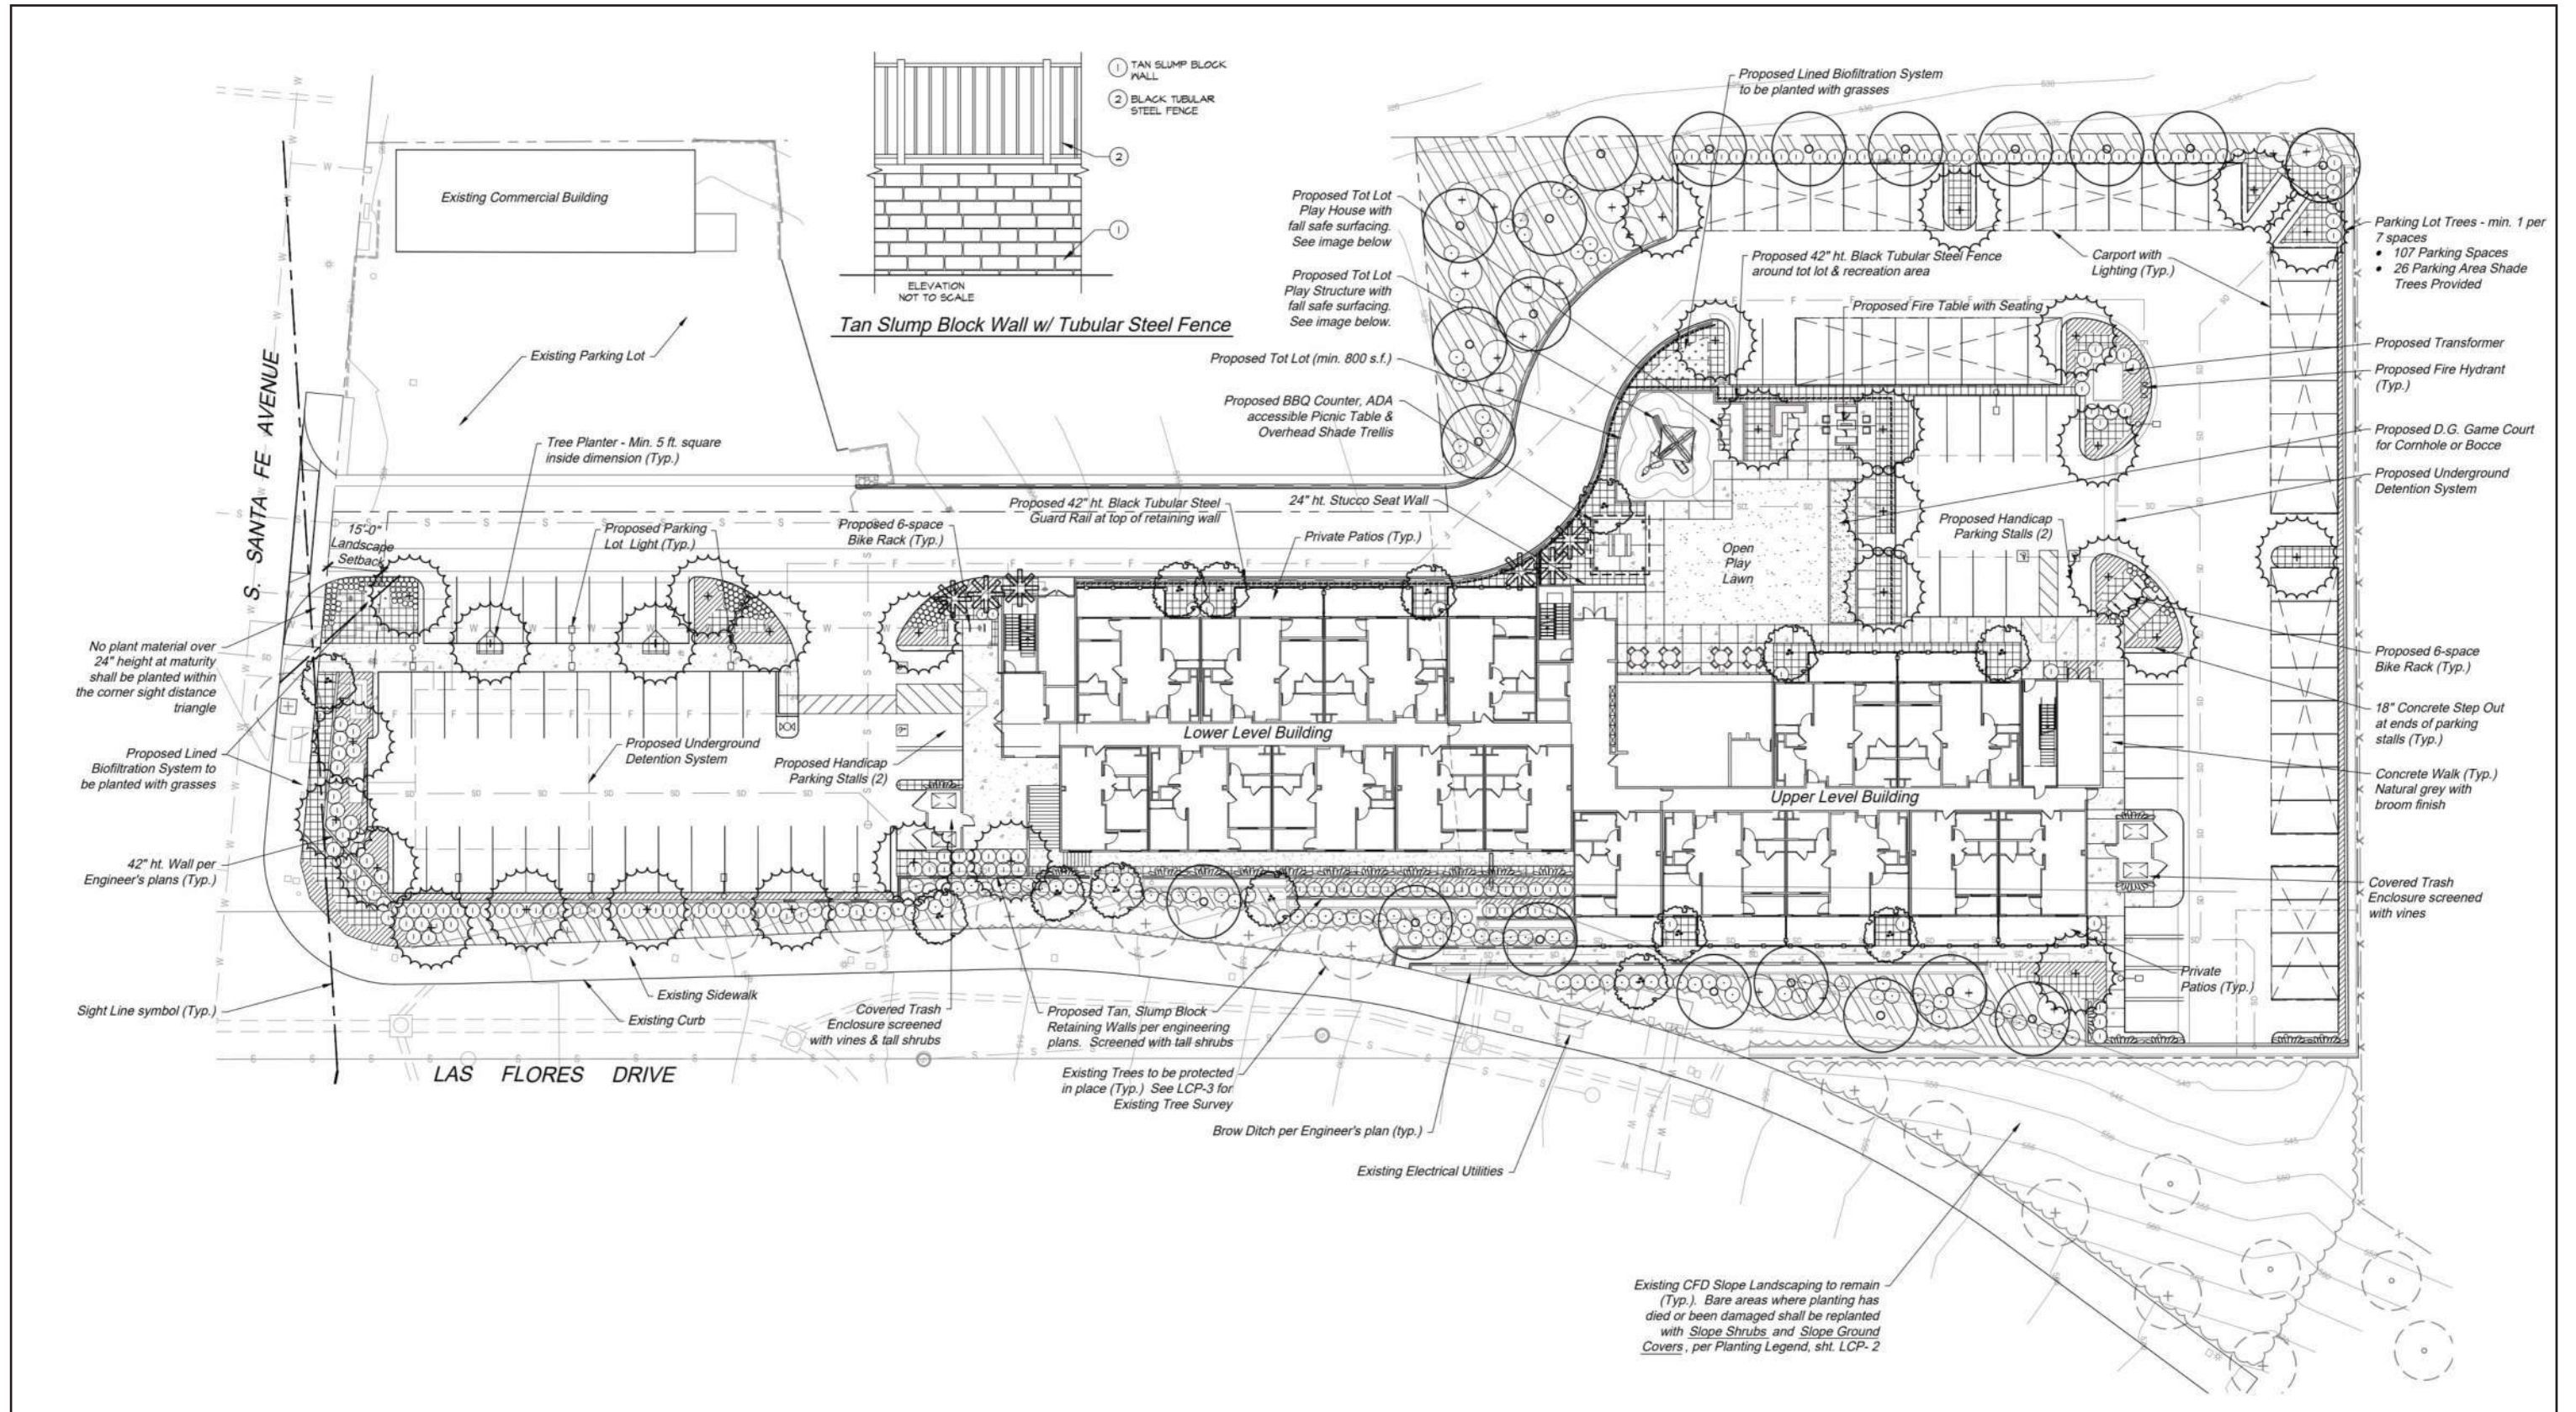 1 TAN SLUMP BLOCK
WALL
2 BLACK TUBULAR
STEEL FENCE
2
1
ELEVATION
NOT TO SCALE
Tan Slump Block Wall w/ Tubular Steel Fence
Existing Commercial Building
Existing Parking Lot
S. SANTA FE AVENUE
Tree Planter - Min. 5 ft. square
inside dimension (Typ.)
15'-0"
Landscape
Setback
Proposed Parking
Lot Light (Typ.)
Proposed 6-space
Bike Rack (Typ.)
Proposed 42" ht. Black Tubular Steel
Guard Rail at top of retaining wall
24" ht. Stucco Seat Wall
Private Patios (Typ.)
Proposed Lined Biofiltration System
to be planted with grasses
Proposed Tot Lot
Play House with
fall safe surfacing.
See image below
Proposed Tot Lot
Play Structure with
fall safe surfacing.
See image below.
Proposed Tot Lot (min. 800 s.f.)
Proposed BBQ Counter, ADA
accessible Picnic Table &
Overhead Shade Trellis
Proposed 42" ht. Black Tubular Steel Fence
around tot lot & recreation area
Carport with
Lighting (Typ.)
Proposed Fire Table with Seating
Parking Lot Trees - min. 1 per
7 spaces
• 107 Parking Spaces
• 26 Parking Area Shade
Trees Provided
Proposed Transformer
Proposed Fire Hydrant
(Typ.)
Proposed D.G. Game Court
for Cornhole or Bocce
Proposed Underground
Detention System
Proposed Handicap
Parking Stalls (2)
Open
Play
Lawn
Proposed 6-space
Bike Rack (Typ.)
18" Concrete Step Out
at ends of parking
stalls (Typ.)
Concrete Walk (Typ.)
Natural grey with
broom finish
Covered Trash
Enclosure screened
with vines
Private
Patios (Typ.)
No plant material over
24" height at maturity
shall be planted within
the corner sight distance
triangle
Proposed Lined
Biofiltration System to
be planted with grasses
42" ht. Wall per
Engineer's plans (Typ.)
Sight Line symbol (Typ.)
Proposed Underground
Detention System
Proposed Handicap
Parking Stalls (2)
Lower Level Building
Upper Level Building
Existing Sidewalk
Existing Curb
LAS FLORES DRIVE
Covered Trash
Enclosure screened
with vines & tall shrubs
Proposed Tan, Slump Block
Retaining Walls per engineering
plans. Screened with tall shrubs
Existing Trees to be protected
in place (Typ.) See LCP-3 for
Existing Tree Survey
Brow Ditch per Engineer's plan (typ.)
Existing Electrical Utilities
Existing CFD Slope Landscaping to remain
(Typ.). Bare areas where planting has
died or been damaged shall be replanted
with Slope Shrubs and Slope Ground
Covers , per Planting Legend, sht. LCP- 2